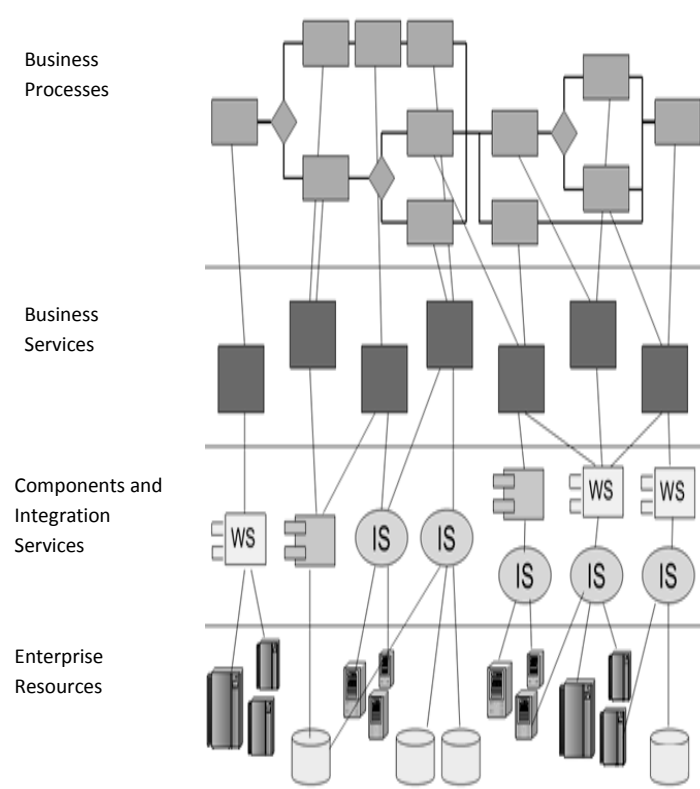 Business
Processes
Business
Services
Components and
Integration
Services
WS
WS
WS
IS
IS
IS
IS
IS
Enterprise
Resources